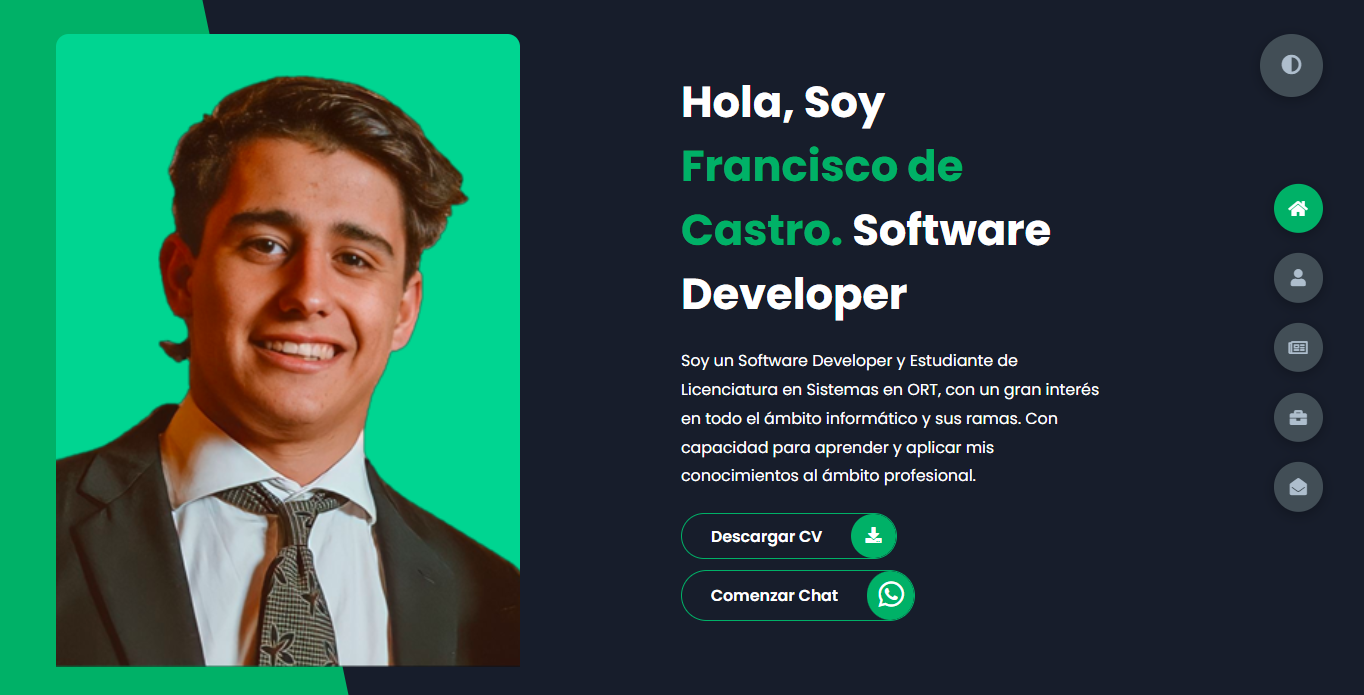 Hola, Soy
Francisco de
Castro. Software
Developer
Soy un Software Developer y Estudiante de
Licenciatura en Sistemas en ORT, con un gran interés
en todo el ámbito informático y sus ramas. Con
capacidad para aprender y aplicar mis
conocimientos al ámbito profesional.
Descargar CV
Comenzar Chat